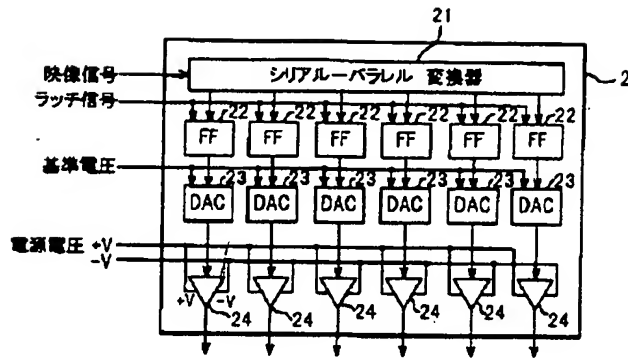 21
映像信号
シリアルーパラレル 変換器
2
ラッチ信号
22 22 22 22 22 22
FF FF FF FF FF FF
基準電圧
23 23 23 23 23 23
DAC DAC DAC DAC DAC DAC
電源電圧 +V
-V
+V -V
24 24 24 24 24 24